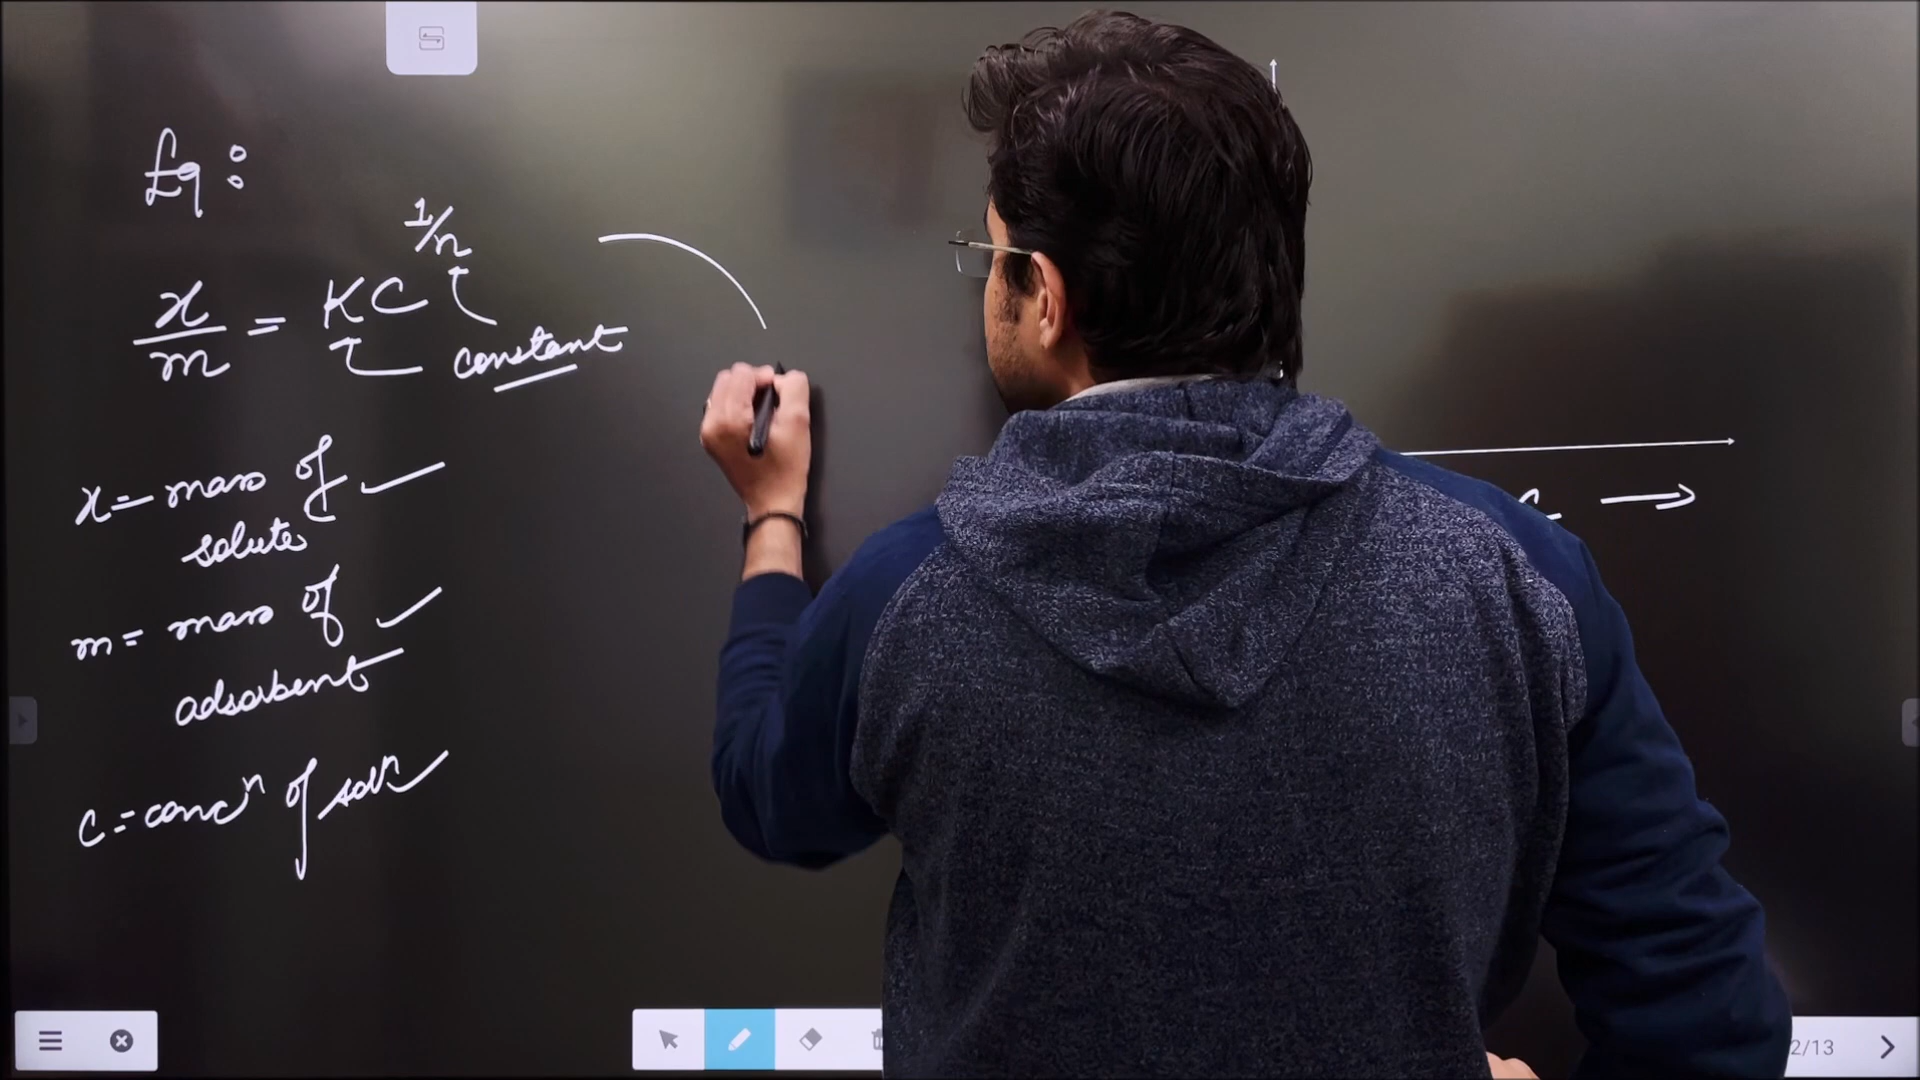 Eq :
x/m = KC^1/n
constant
x = mass of
solute
m = mass of
adsorbent
c = concⁿ of solⁿ
C →
2/13